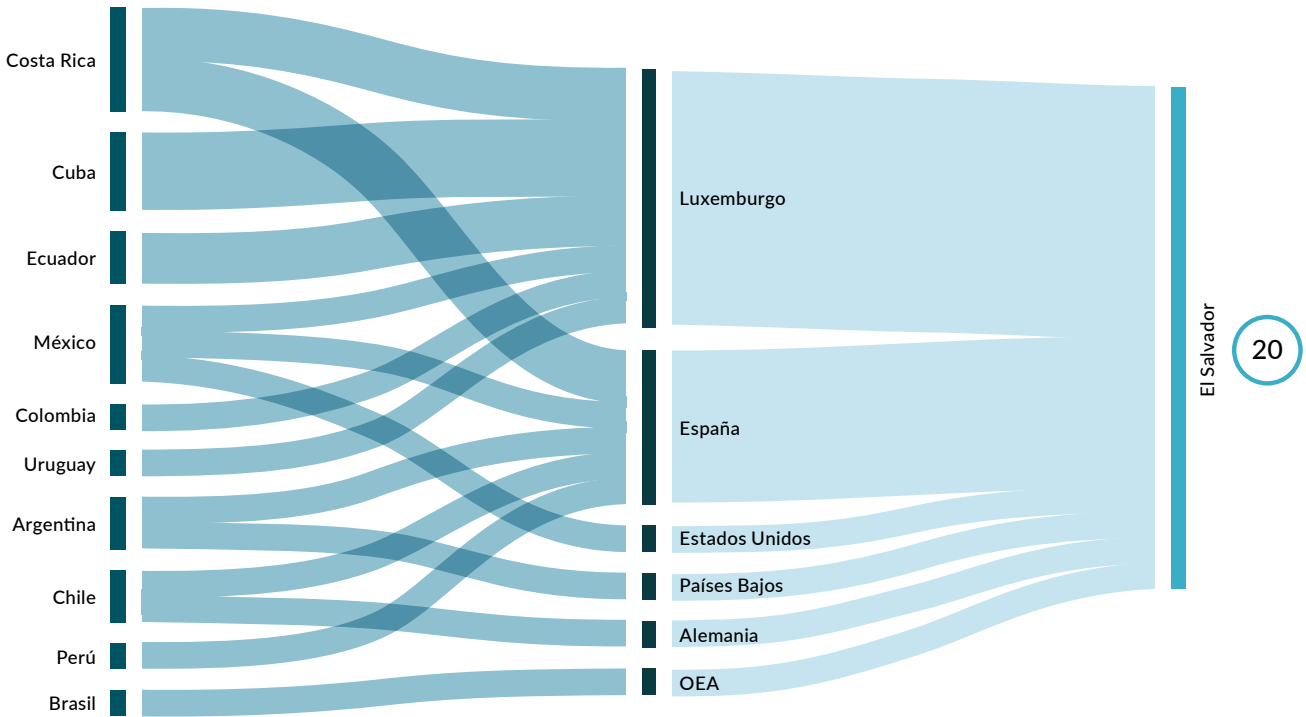 Costa Rica
Cuba
Ecuador
México
Colombia
Uruguay
Argentina
Chile
Perú
Brasil
Luxemburgo
España
Estados Unidos
Países Bajos
Alemania
OEA
El Salvador
20